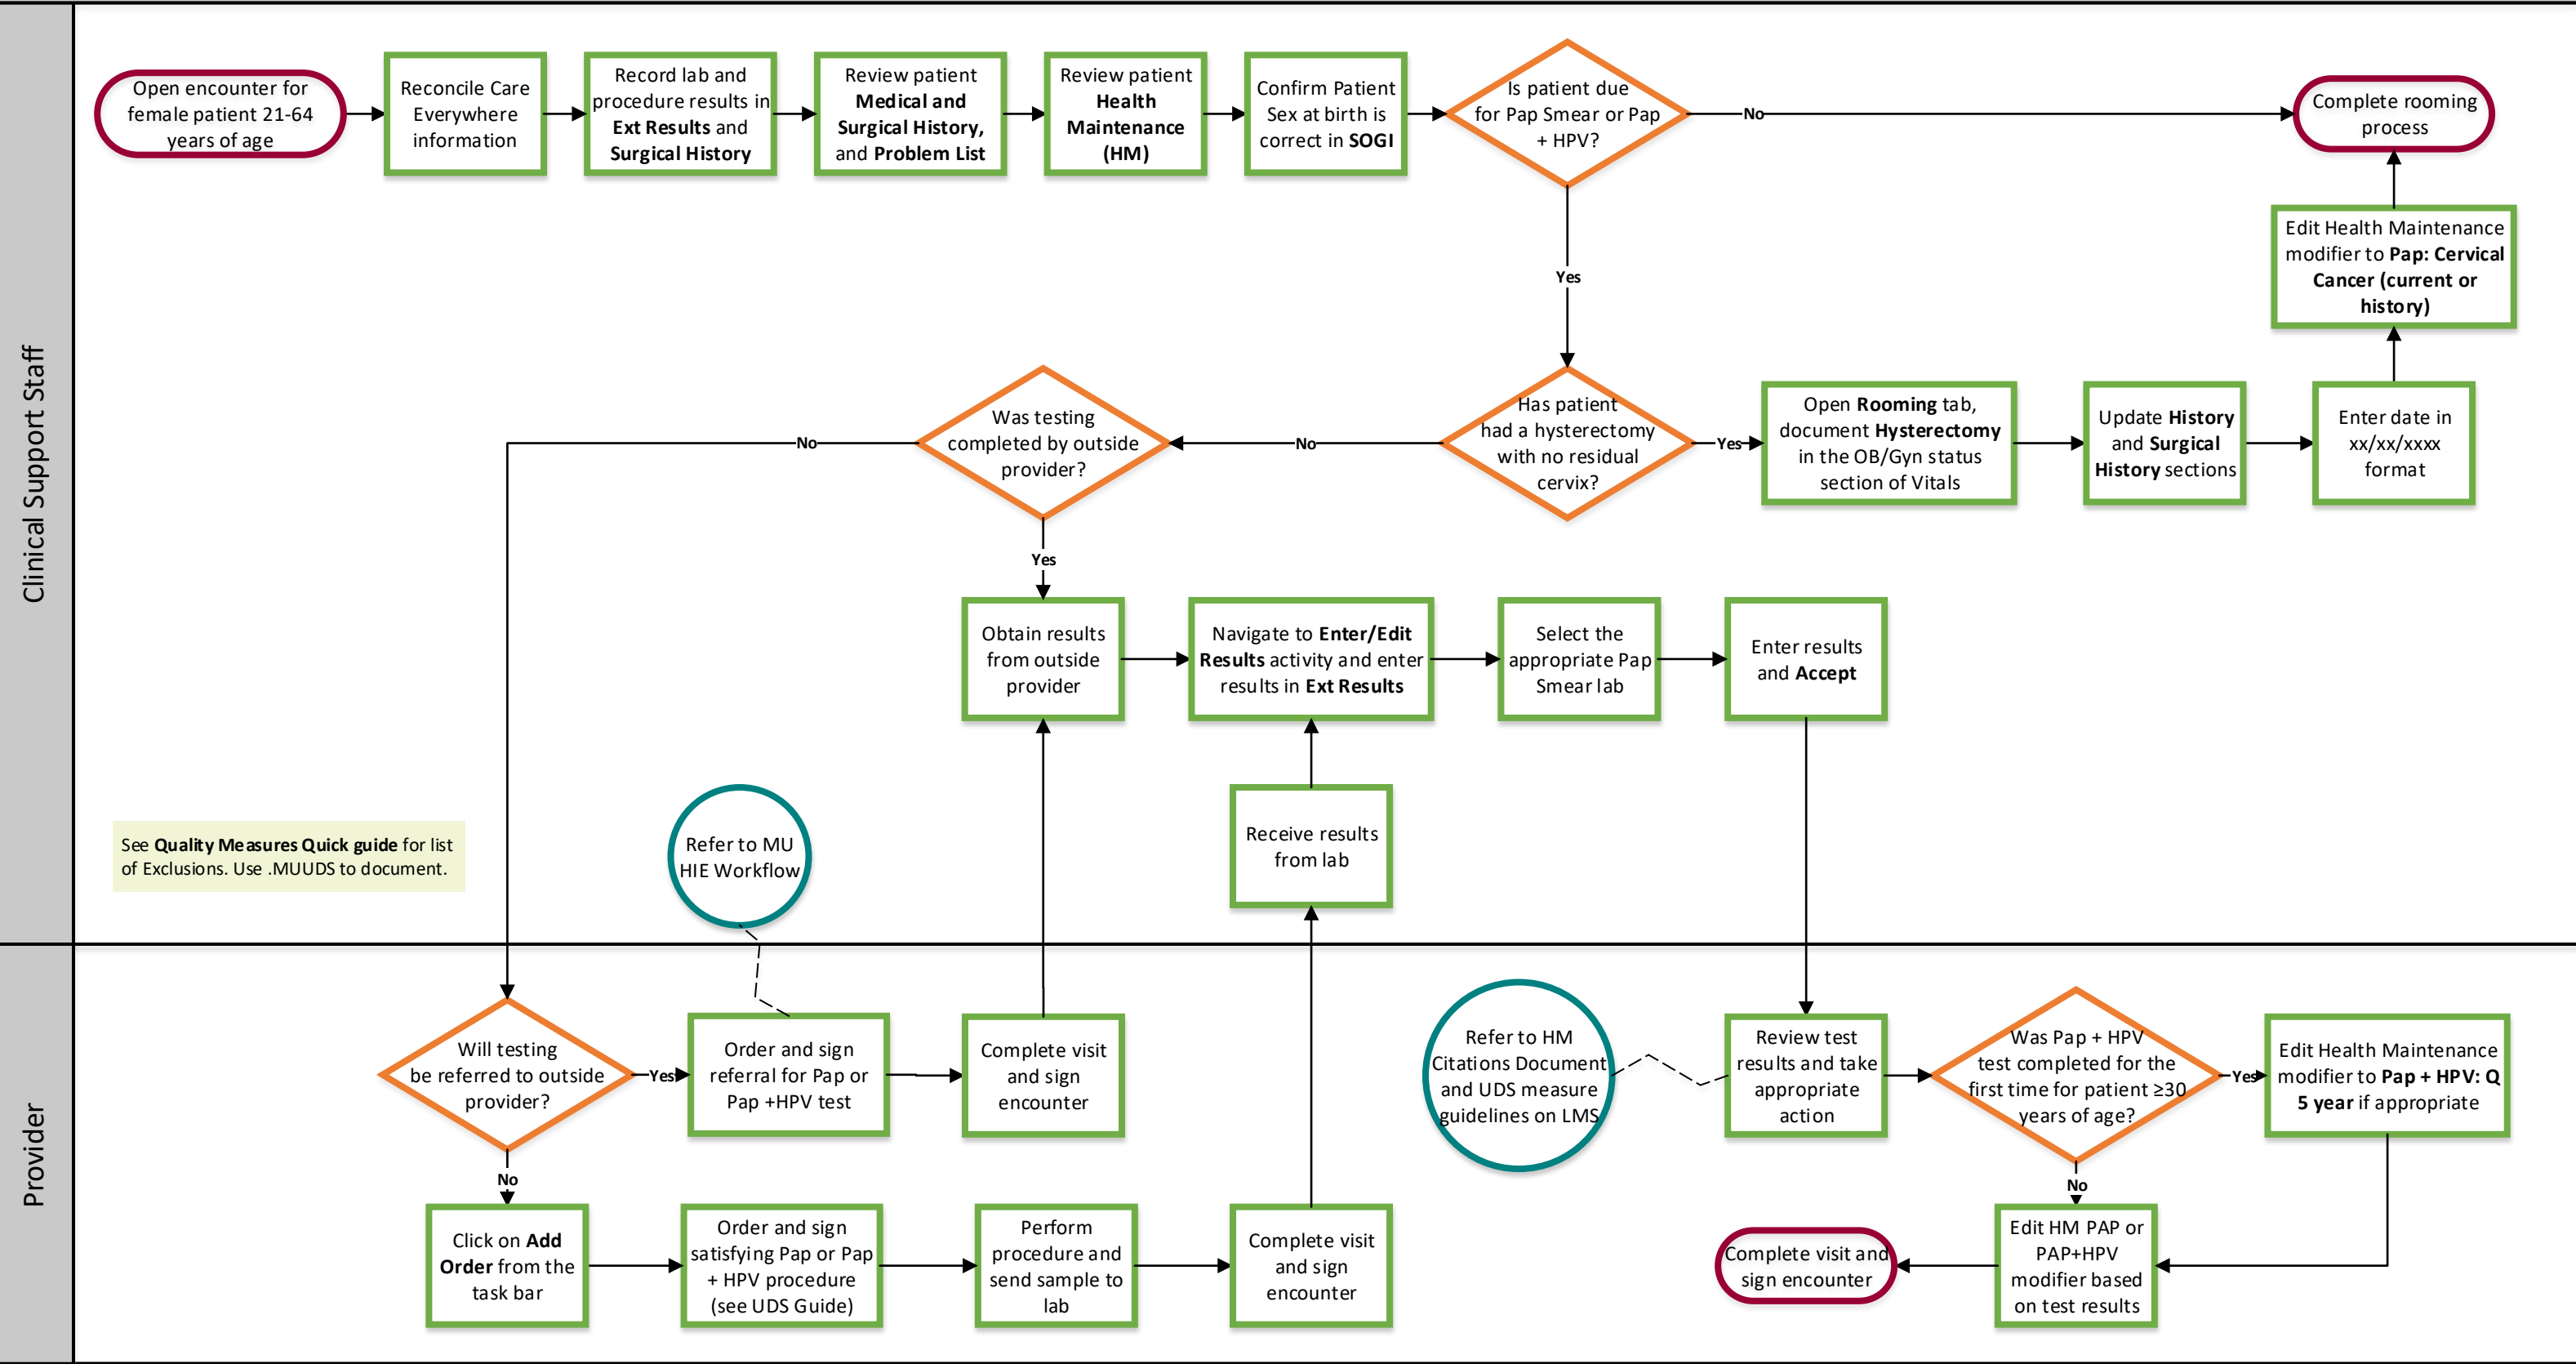 Clinical Support Staff
Open encounter for
female patient 21-64
years of age
Reconcile Care
Everywhere
information
Record lab and
procedure results in
Ext Results and
Surgical History
Review patient
Medical and
Surgical History,
and Problem List
Review patient
Health
Maintenance
(HM)
Confirm Patient
Sex at birth is
correct in SOGI
Is patient due
for Pap Smear or Pap
+ HPV?
No
Complete rooming
process
Yes
Edit Health Maintenance
modifier to Pap: Cervical
Cancer (current or
history)
No
Was testing
completed by outside
provider?
No
Has patient
had a hysterectomy
with no residual
cervix?
Yes
Open Rooming tab,
document Hysterectomy
in the OB/Gyn status
section of Vitals
Update History
and Surgical
History sections
Enter date in
xx/xx/xxxx
format
Yes
Obtain results
from outside
provider
Navigate to Enter/Edit
Results activity and enter
results in Ext Results
Select the
appropriate Pap
Smear lab
Enter results
and Accept
See Quality Measures Quick guide for list
of Exclusions. Use .MUUDS to document.
Refer to MU
HIE Workflow
Receive results
from lab
Provider
Will testing
be referred to outside
provider?
Yes
Order and sign
referral for Pap or
Pap +HPV test
Complete visit
and sign
encounter
Refer to HM
Citations Document
and UDS measure
guidelines on LMS
Review test
results and take
appropriate
action
Was Pap + HPV
test completed for the
first time for patient ≥30
years of age?
Yes
Edit Health Maintenance
modifier to Pap + HPV: Q
5 year if appropriate
No
No
Click on Add
Order from the
task bar
Order and sign
satisfying Pap or Pap
+ HPV procedure
(see UDS Guide)
Perform
procedure and
send sample to
lab
Complete visit
and sign
encounter
Complete visit and
sign encounter
Edit HM PAP or
PAP+HPV
modifier based
on test results